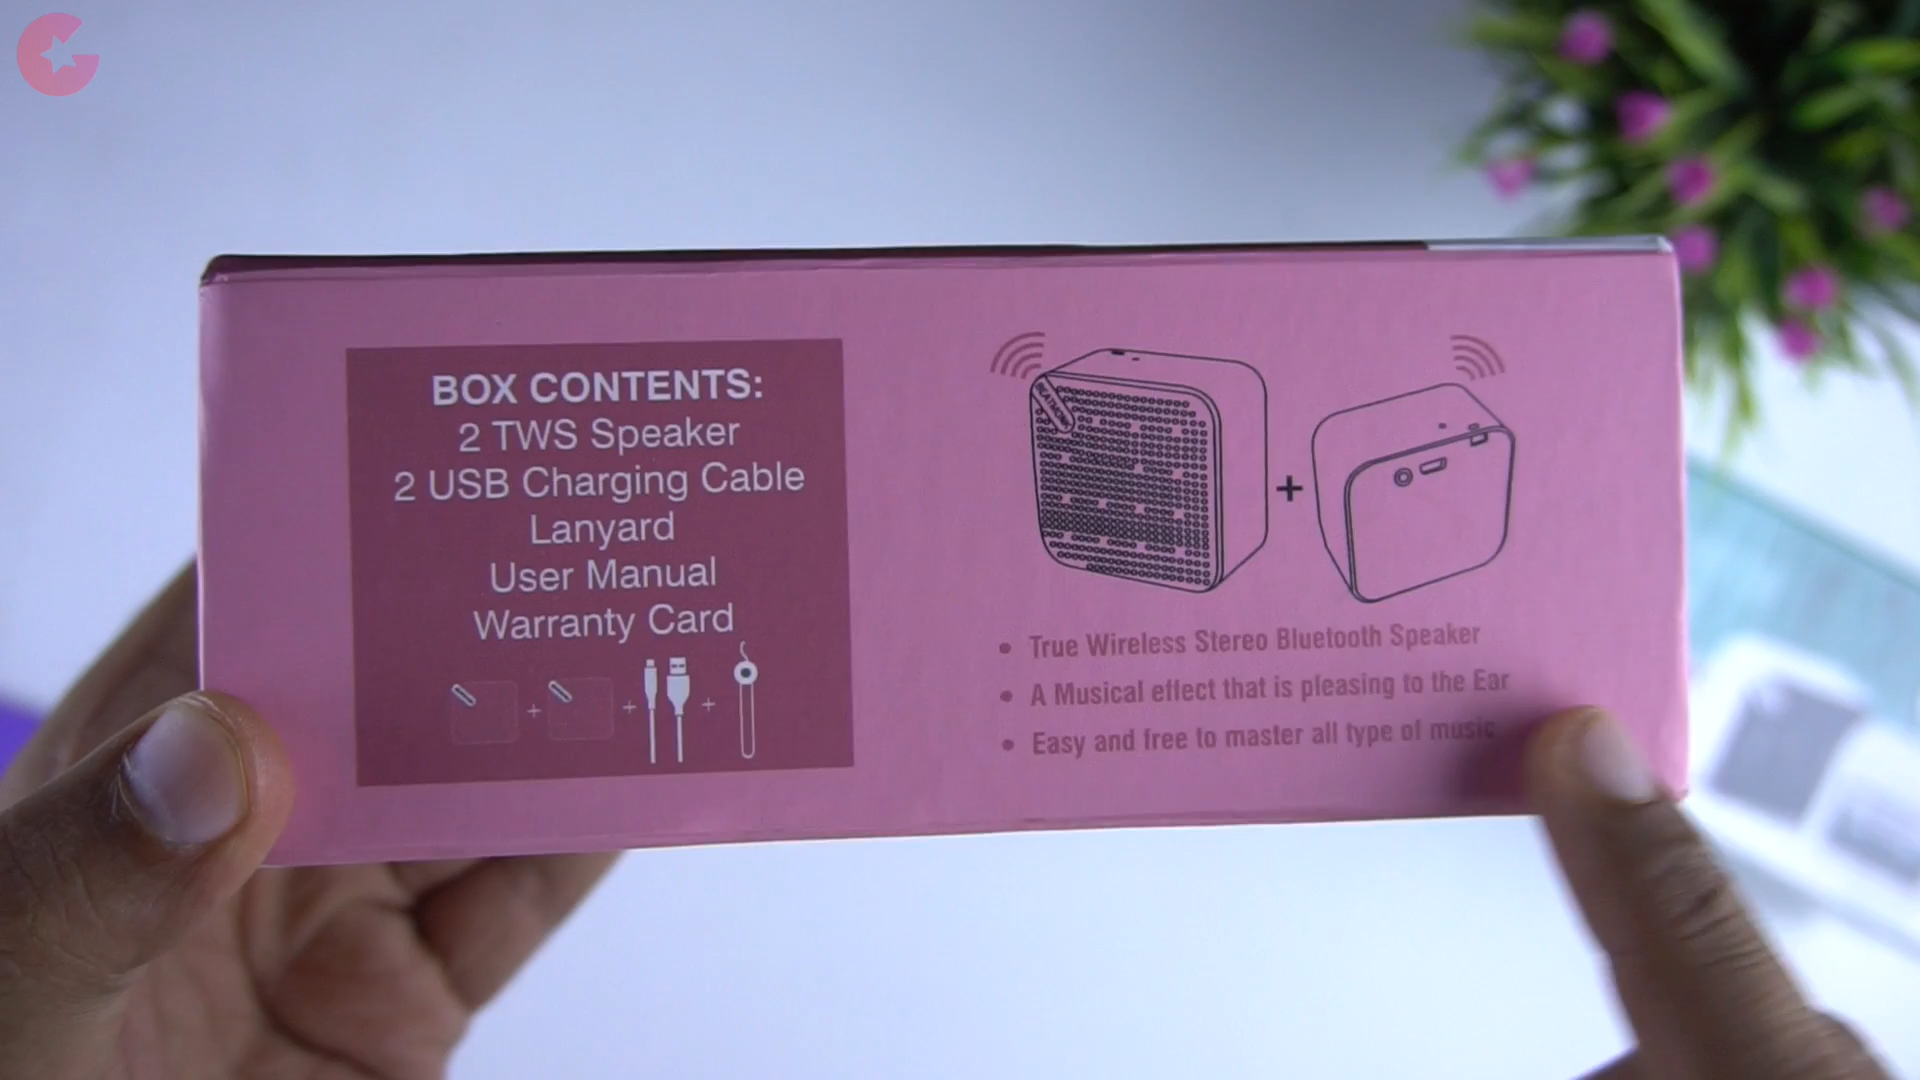 BOX CONTENTS:
2 TWS Speaker
2 USB Charging Cable
Lanyard
User Manual
Warranty Card
+ + +
+
• True Wireless Stereo Bluetooth Speaker
• A Musical effect that is pleasing to the Ear
• Easy and free to master all type of music